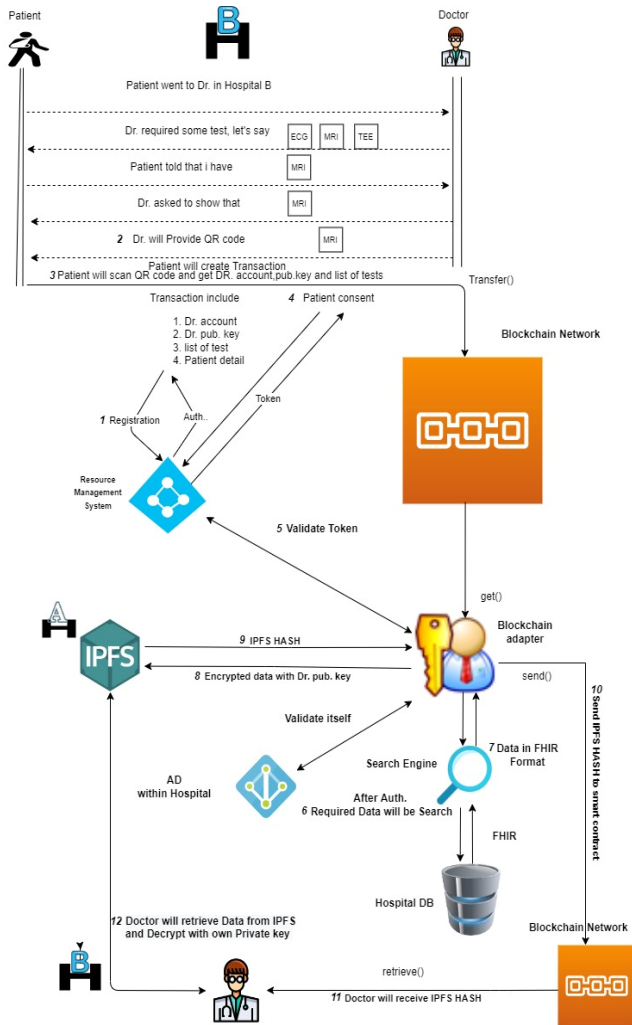 Patient
B
Doctor
Patient went to Dr. in Hospital B
Dr. required some test, let's say
ECG
MRI
TEE
Patient told that i have
MRI
Dr. asked to show that
MRI
2 Dr. will Provide QR code
MRI
Patient will create Transaction
3 Patient will scan QR code and get DR. account,pub.key and list of tests
Transfer()
Transaction include
4 Patient consent
1. Dr. account
2. Dr. pub. key
3. list of test
4. Patient detail
Blockchain Network
Token
1 Registration
Auth..
Resource
Management
System
5 Validate Token
get()
A
Blockchain
adapter
IPFS
9 IPFS HASH
8 Encrypted data with Dr. pub. key
send()
10 Send IPFS HASH to smart contract
Validate itself
7 Data in FHIR
Format
Search Engine
AD
within Hospital
After Auth.
6 Required Data will be Search
FHIR
Hospital DB
12 Doctor will retrieve Data from IPFS
and Decrypt with own Private key
Blockchain Network
B
retrieve()
11 Doctor will receive IPFS HASH